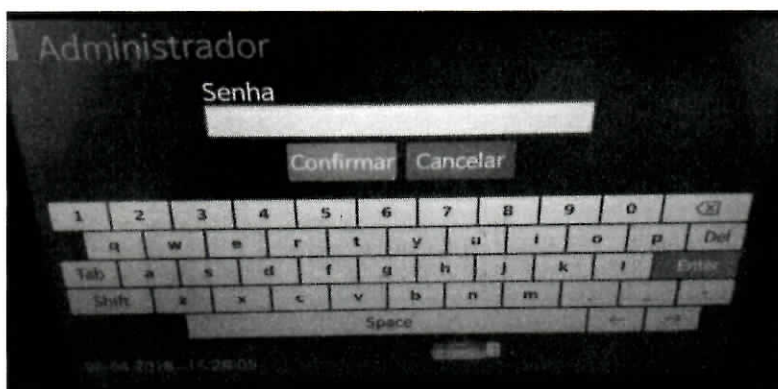 Administrador
Senha
Confirmar Cancelar
1 2 3 4 5 6 7 8 9 0
q w e r t y u i o p Del
Tab a s d f g h j k l Enter
Shift z x c v b n m
Space ← →